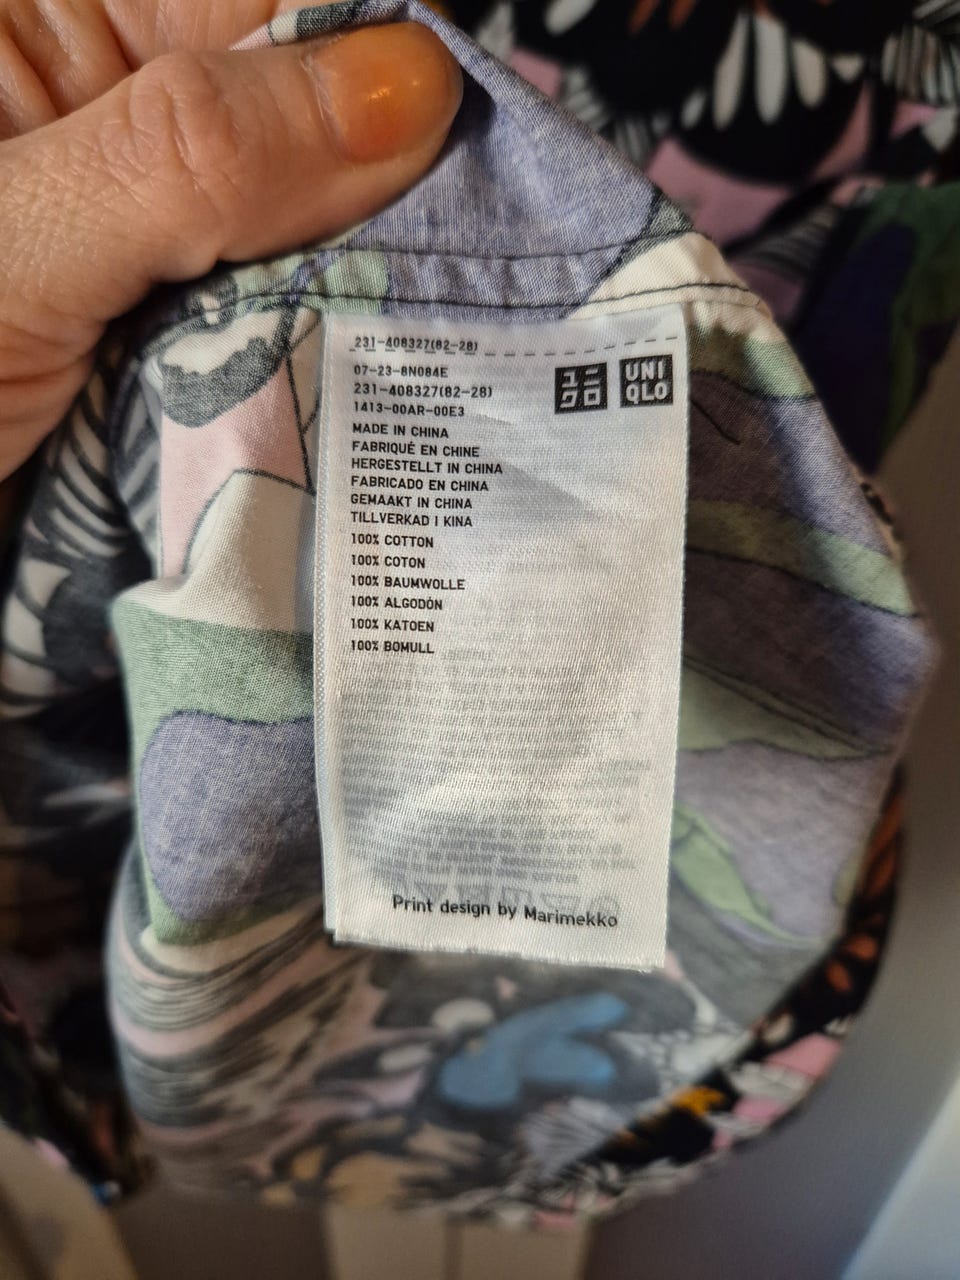 231-408327(82-28)
07-23-8N084E
231-408327(82-28)
1413-00AR-00E3
ユニ
クロ
UNI
QLO
MADE IN CHINA
FABRIQUÉ EN CHINE
HERGESTELLT IN CHINA
FABRICADO EN CHINA
GEMAAKT IN CHINA
TILLVERKAD I KINA
100% COTTON
100% COTON
100% BAUMWOLLE
100% ALGODÓN
100% KATOEN
100% BOMULL
Print design by Marimekko